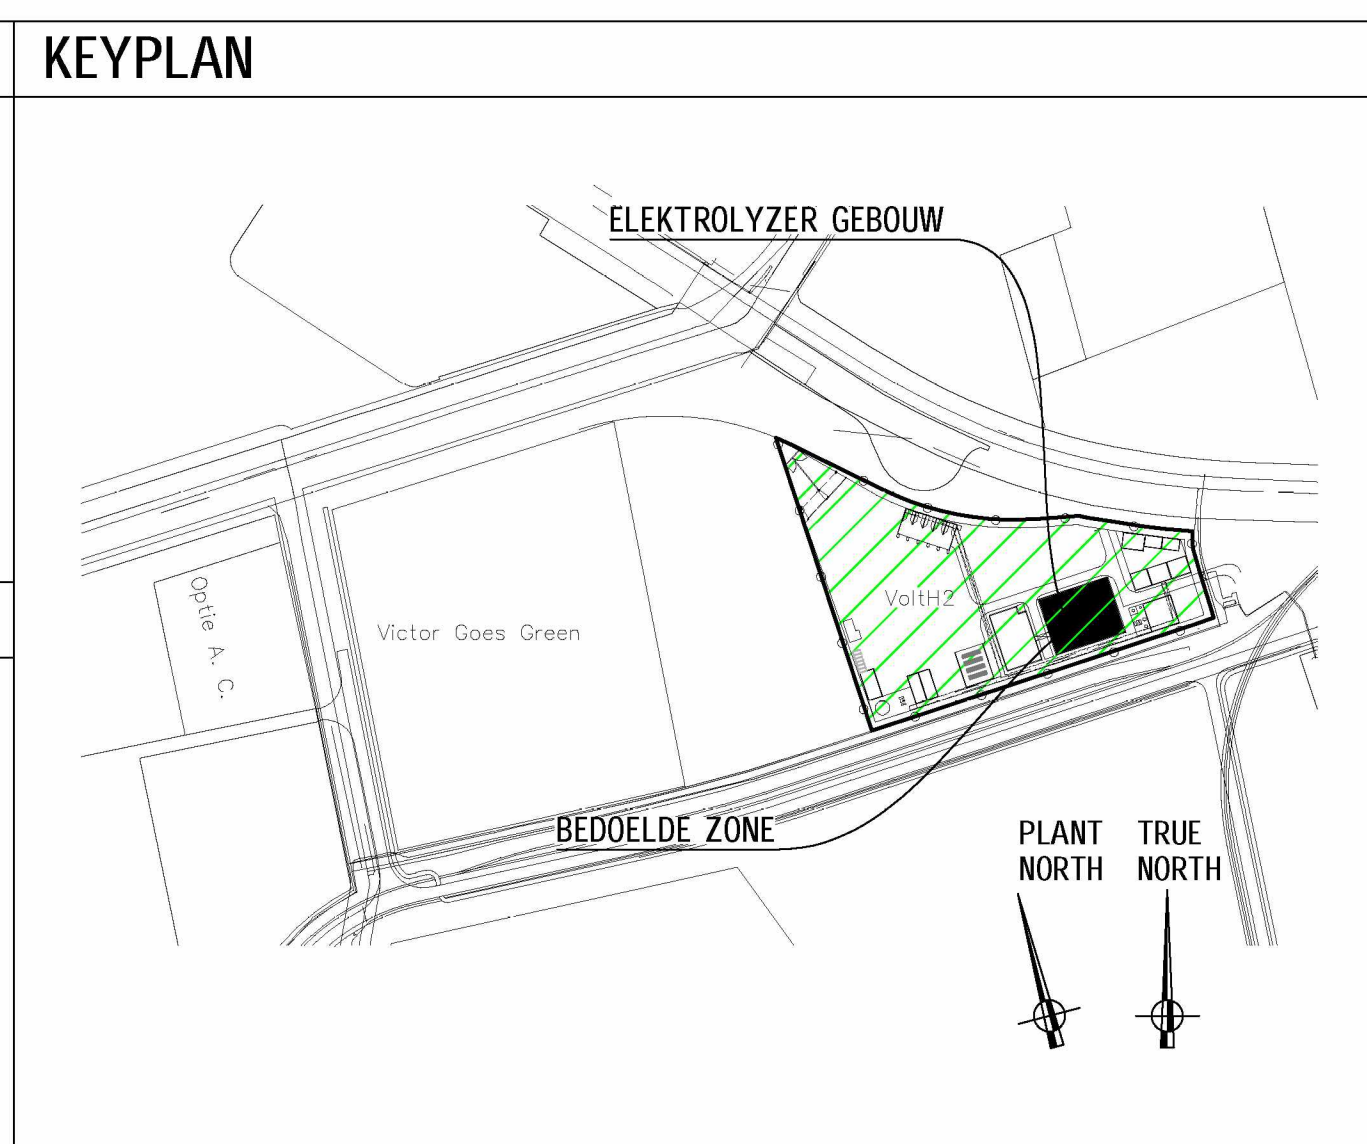 KEYPLAN
ELEKTROLYZER GEBOUW
VoltH2
Optie A. C.
Victor Goes Green
BEDOELDE ZONE
PLANT
NORTH
TRUE
NORTH